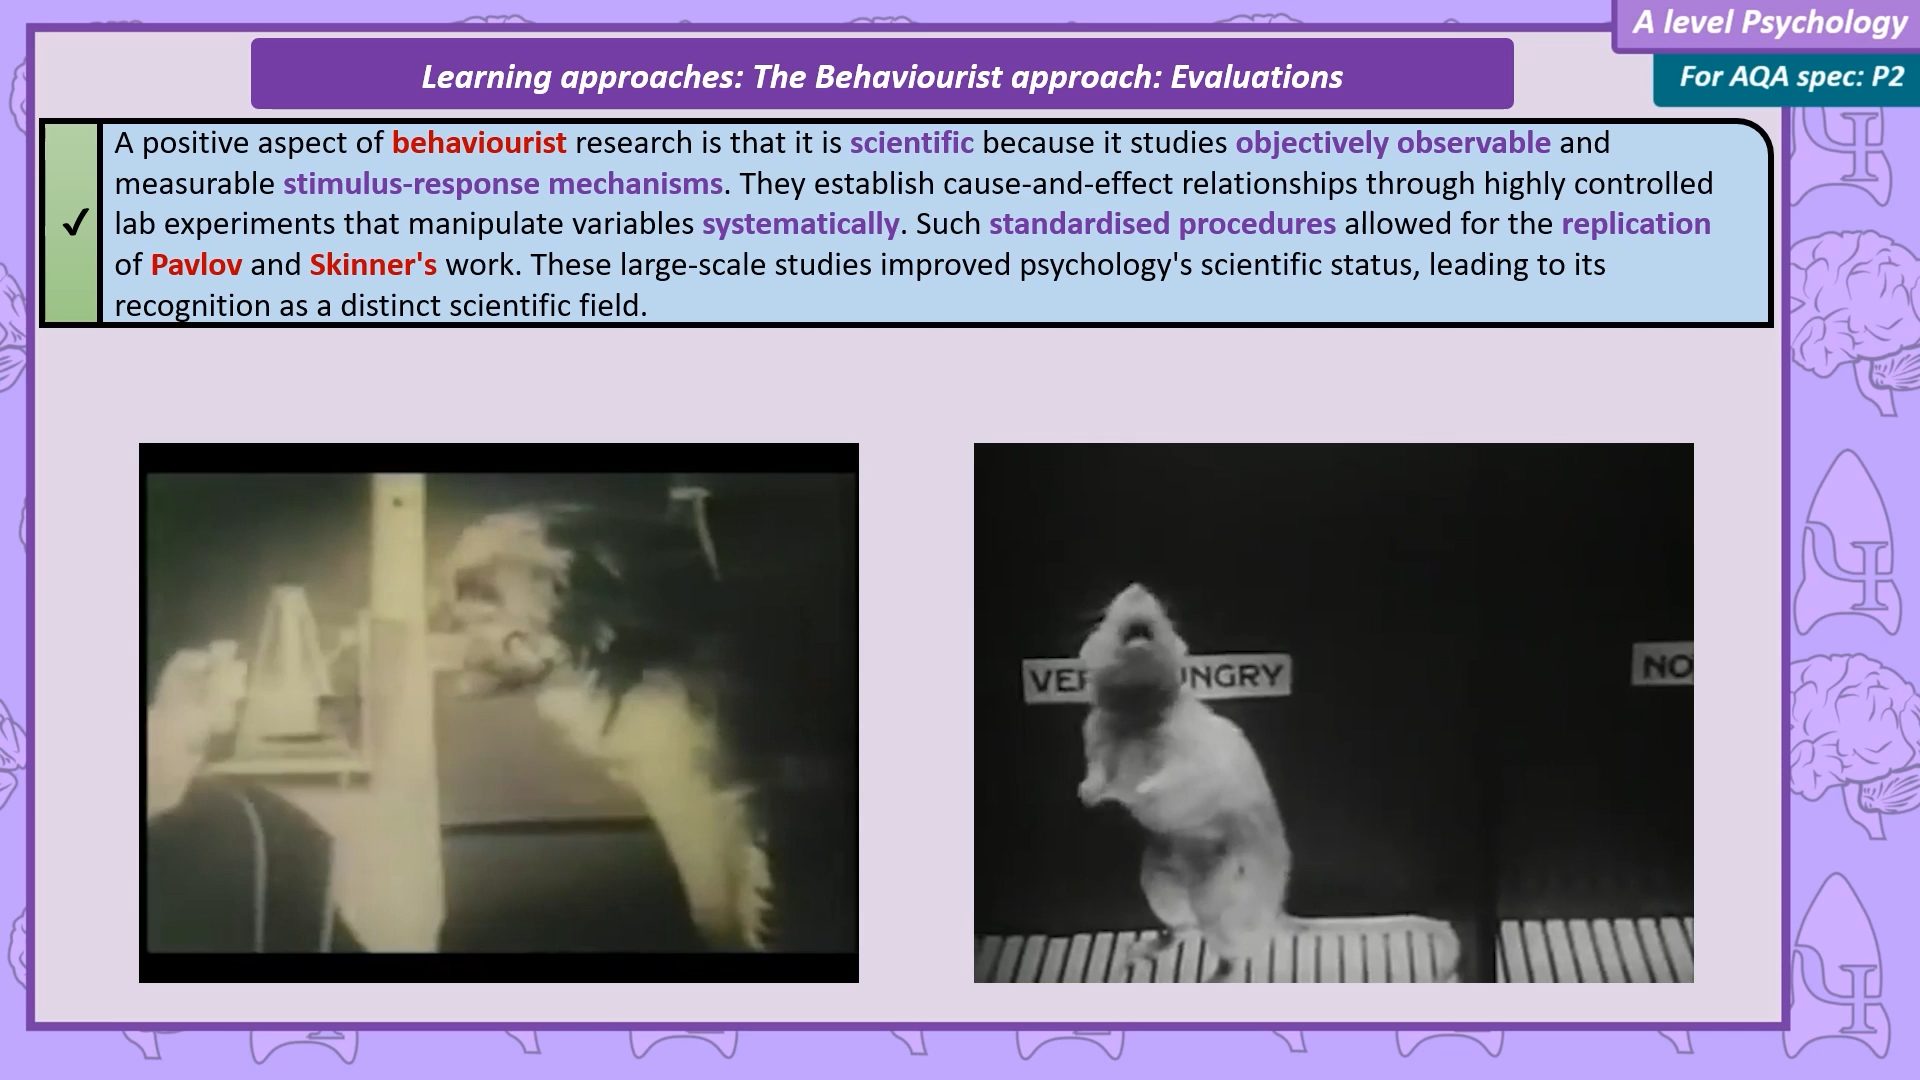 A level Psychology
Learning approaches: The Behaviourist approach: Evaluations
For AQA spec: P2
✓
A positive aspect of behaviourist research is that it is scientific because it studies objectively observable and
measurable stimulus-response mechanisms. They establish cause-and-effect relationships through highly controlled
lab experiments that manipulate variables systematically. Such standardised procedures allowed for the replication
of Pavlov and Skinner's work. These large-scale studies improved psychology's scientific status, leading to its
recognition as a distinct scientific field.
VER NGRY
NO